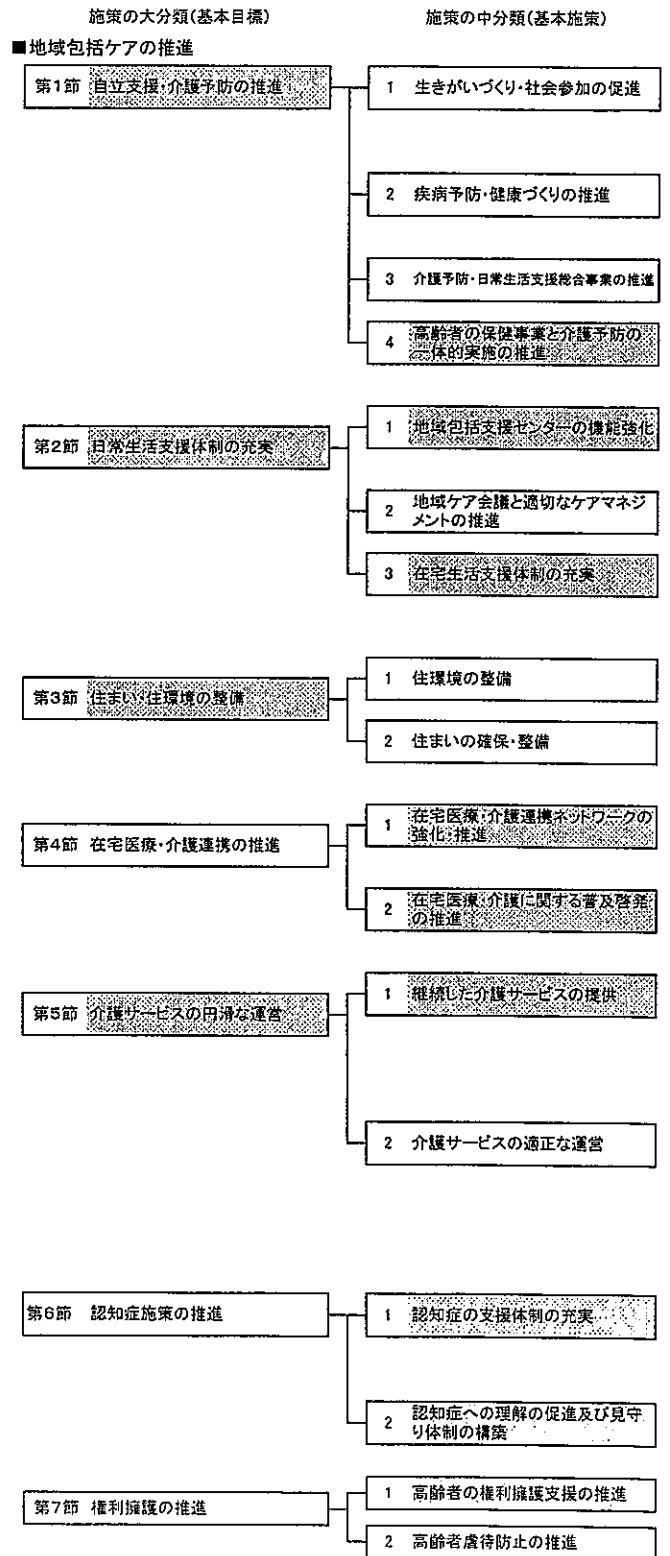 施策の大分類(基本目標)
施策の中分類(基本施策)
■地域包括ケアの推進
第1節 自立支援・介護予防の推進
1 生きがいづくり・社会参加の促進
2 疾病予防・健康づくりの推進
3 介護予防・日常生活支援総合事業の推進
4 高齢者の保健事業と介護予防の
一体的実施の推進
第2節 日常生活支援体制の充実
1 地域包括支援センターの機能強化
2 地域ケア会議と適切なケアマネジ
メントの推進
3 在宅生活支援体制の充実
第3節 住まい・住環境の整備
1 住環境の整備
2 住まいの確保・整備
第4節 在宅医療・介護連携の推進
1 在宅医療・介護連携ネットワークの
強化・推進
2 在宅医療・介護に関する普及啓発
の推進
第5節 介護サービスの円滑な運営
1 継続した介護サービスの提供
2 介護サービスの適正な運営
第6節 認知症施策の推進
1 認知症の支援体制の充実
2 認知症への理解の促進及び見守
り体制の構築
第7節 権利擁護の推進
1 高齢者の権利擁護支援の推進
2 高齢者虐待防止の推進